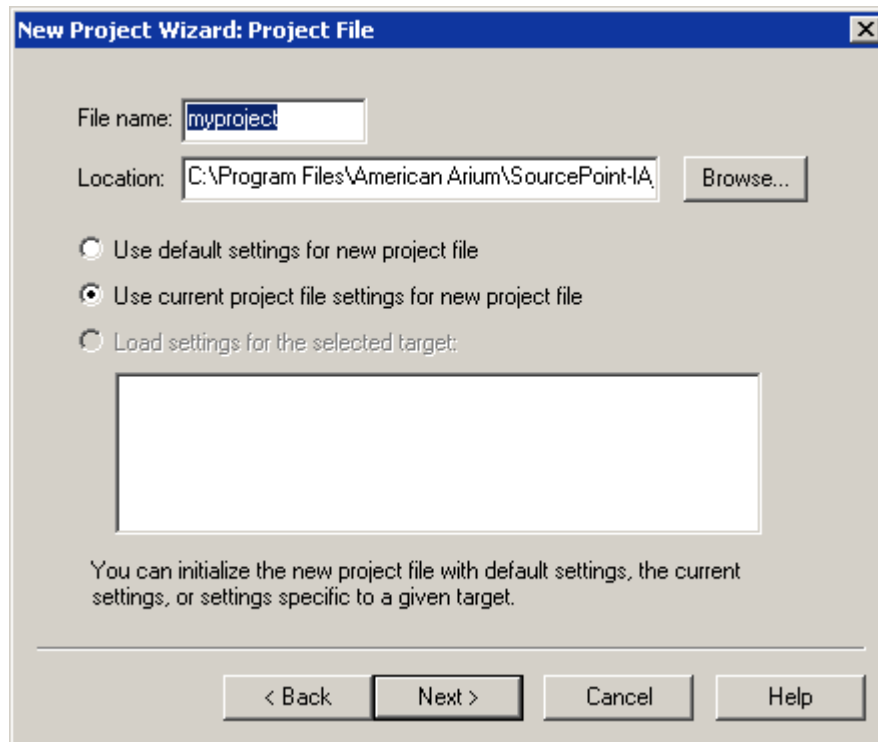 New Project Wizard: Project File
File name: myproject
Location: C:\Program Files\American Arium\SourcePoint-IA_ Browse...
Use default settings for new project file
Use current project file settings for new project file
Load settings for the selected target:
You can initialize the new project file with default settings, the current
settings, or settings specific to a given target.
< Back Next > Cancel Help